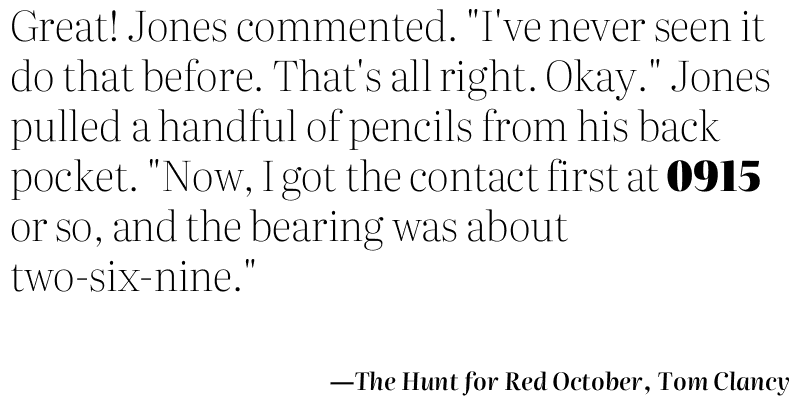 Great! Jones commented. "I've never seen it
do that before. That's all right. Okay." Jones
pulled a handful of pencils from his back
pocket. "Now, I got the contact first at 0915
or so, and the bearing was about
two-six-nine."
—The Hunt for Red October, Tom Clancy